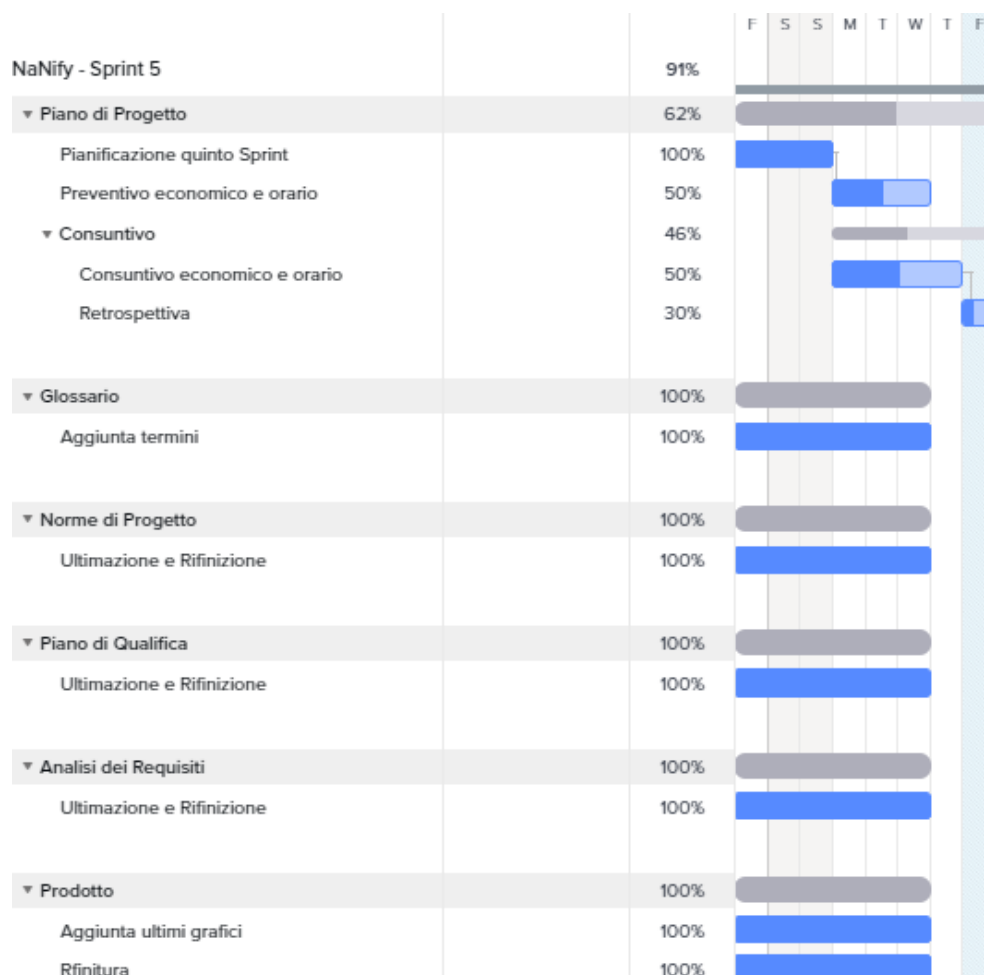 F S S M T W T F
NaNify - Sprint 5 91%
Piano di Progetto 62%
Pianificazione quinto Sprint 100%
Preventivo economico e orario 50%
Consuntivo 46%
Consuntivo economico e orario 50%
Retrospettiva 30%
Glossario 100%
Aggiunta termini 100%
Norme di Progetto 100%
Ultimazione e Rifinizione 100%
Piano di Qualifica 100%
Ultimazione e Rifinizione 100%
Analisi dei Requisiti 100%
Ultimazione e Rifinizione 100%
Prodotto 100%
Aggiunta ultimi grafici 100%
Rfinitura 100%